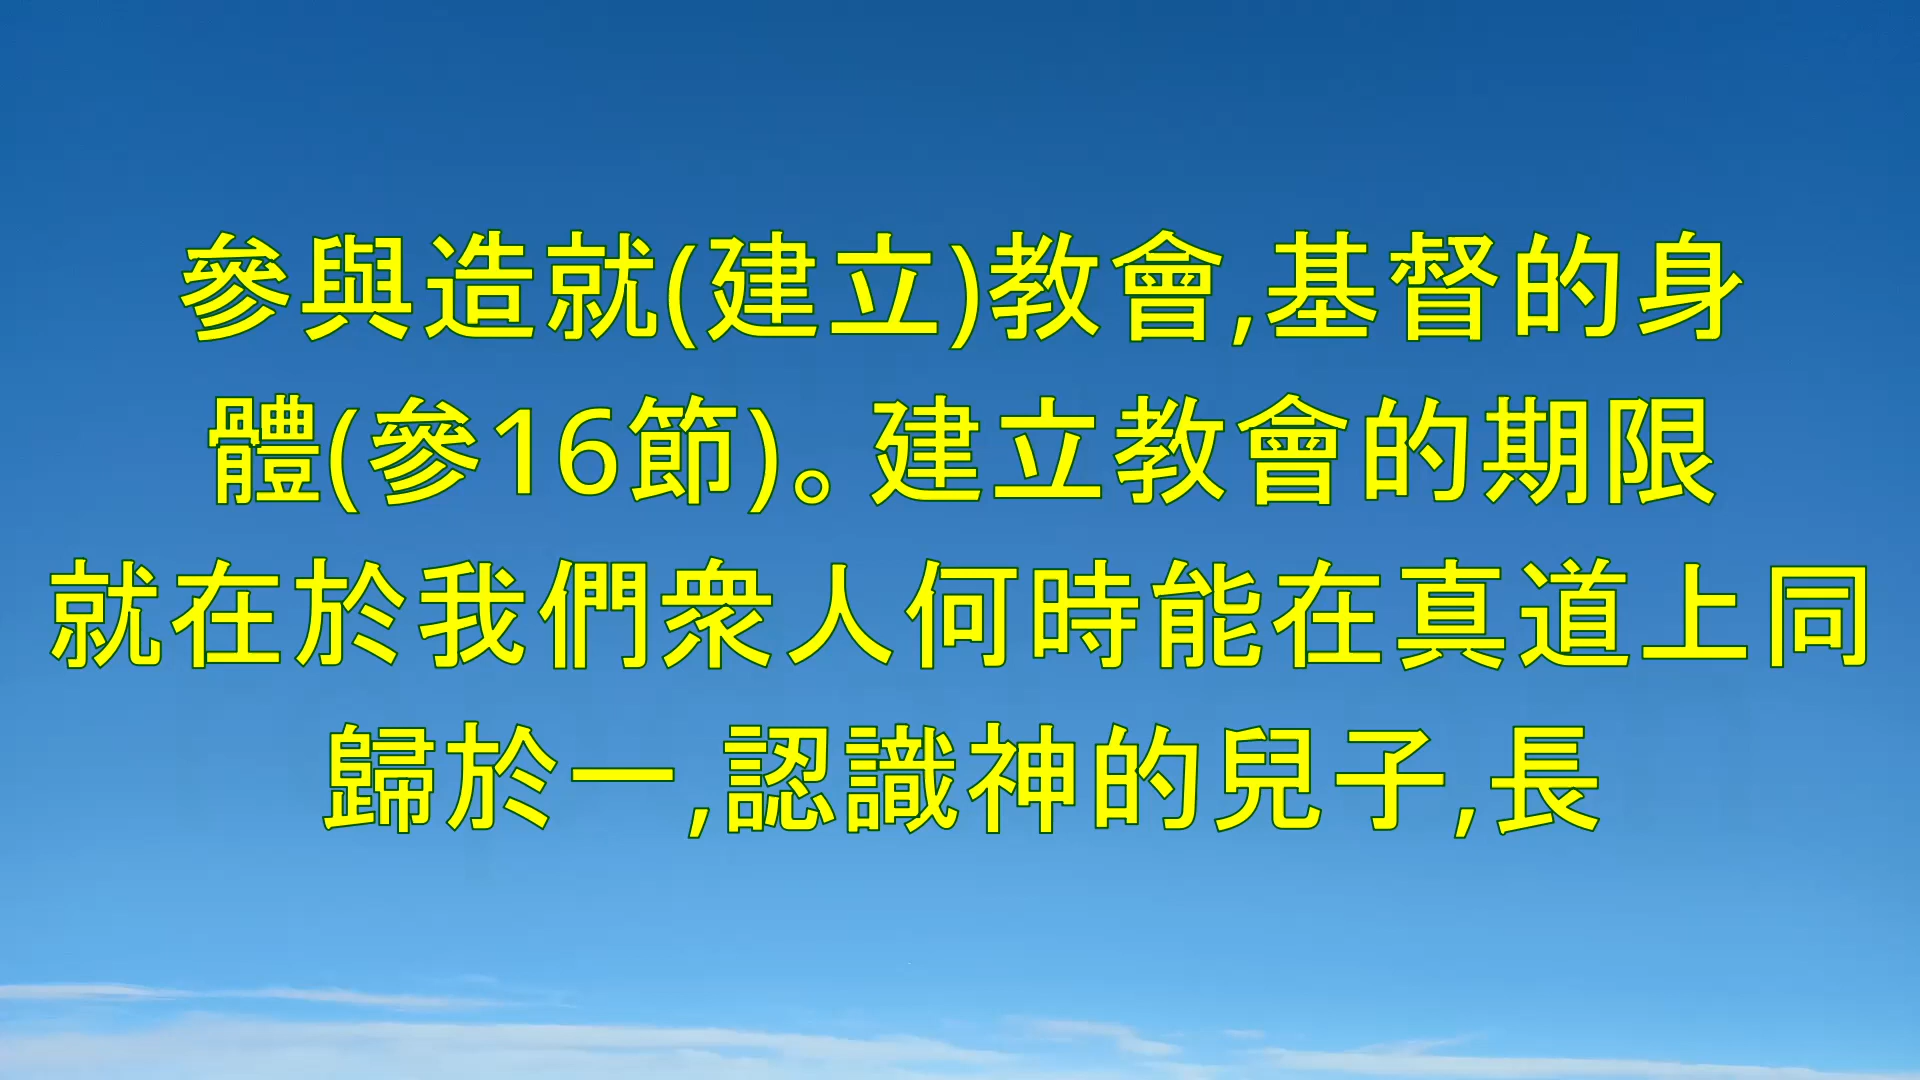 參與造就(建立)教會,基督的身
體(參16節)。建立教會的期限
就在於我們眾人何時能在真道上同
歸於一,認識神的兒子,長